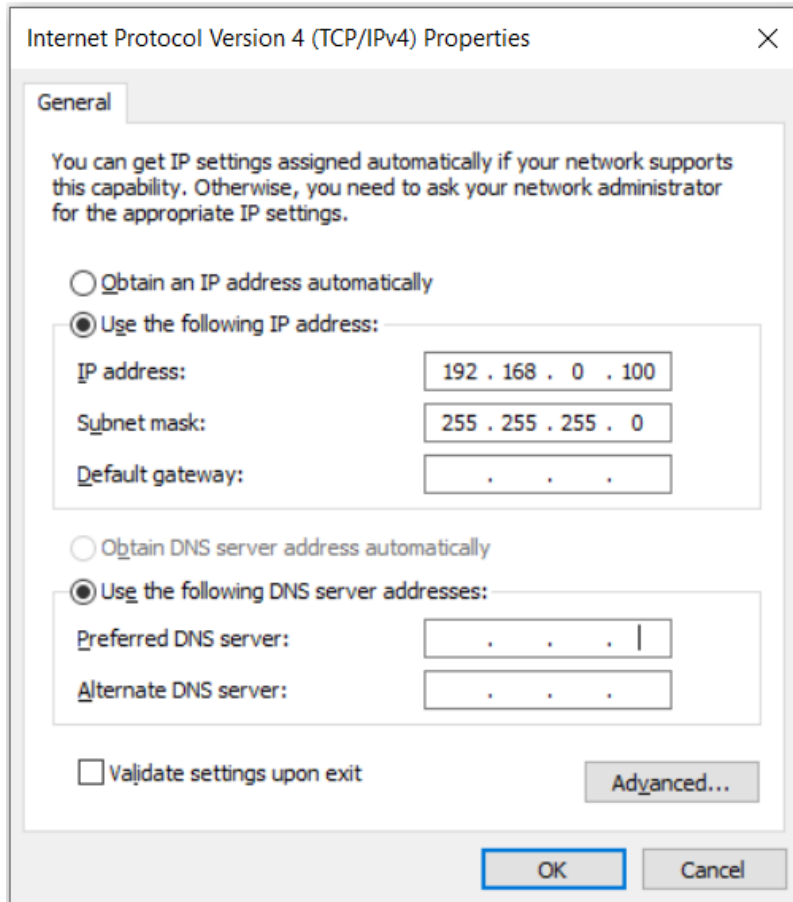 Internet Protocol Version 4 (TCP/IPv4) Properties
General
You can get IP settings assigned automatically if your network supports
this capability. Otherwise, you need to ask your network administrator
for the appropriate IP settings.
Obtain an IP address automatically
Use the following IP address:
IP address: 192 . 168 . 0 . 100
Subnet mask: 255 . 255 . 255 . 0
Default gateway: . . .
Obtain DNS server address automatically
Use the following DNS server addresses:
Preferred DNS server: . . .
Alternate DNS server: . . .
Validate settings upon exit
Advanced...
OK Cancel